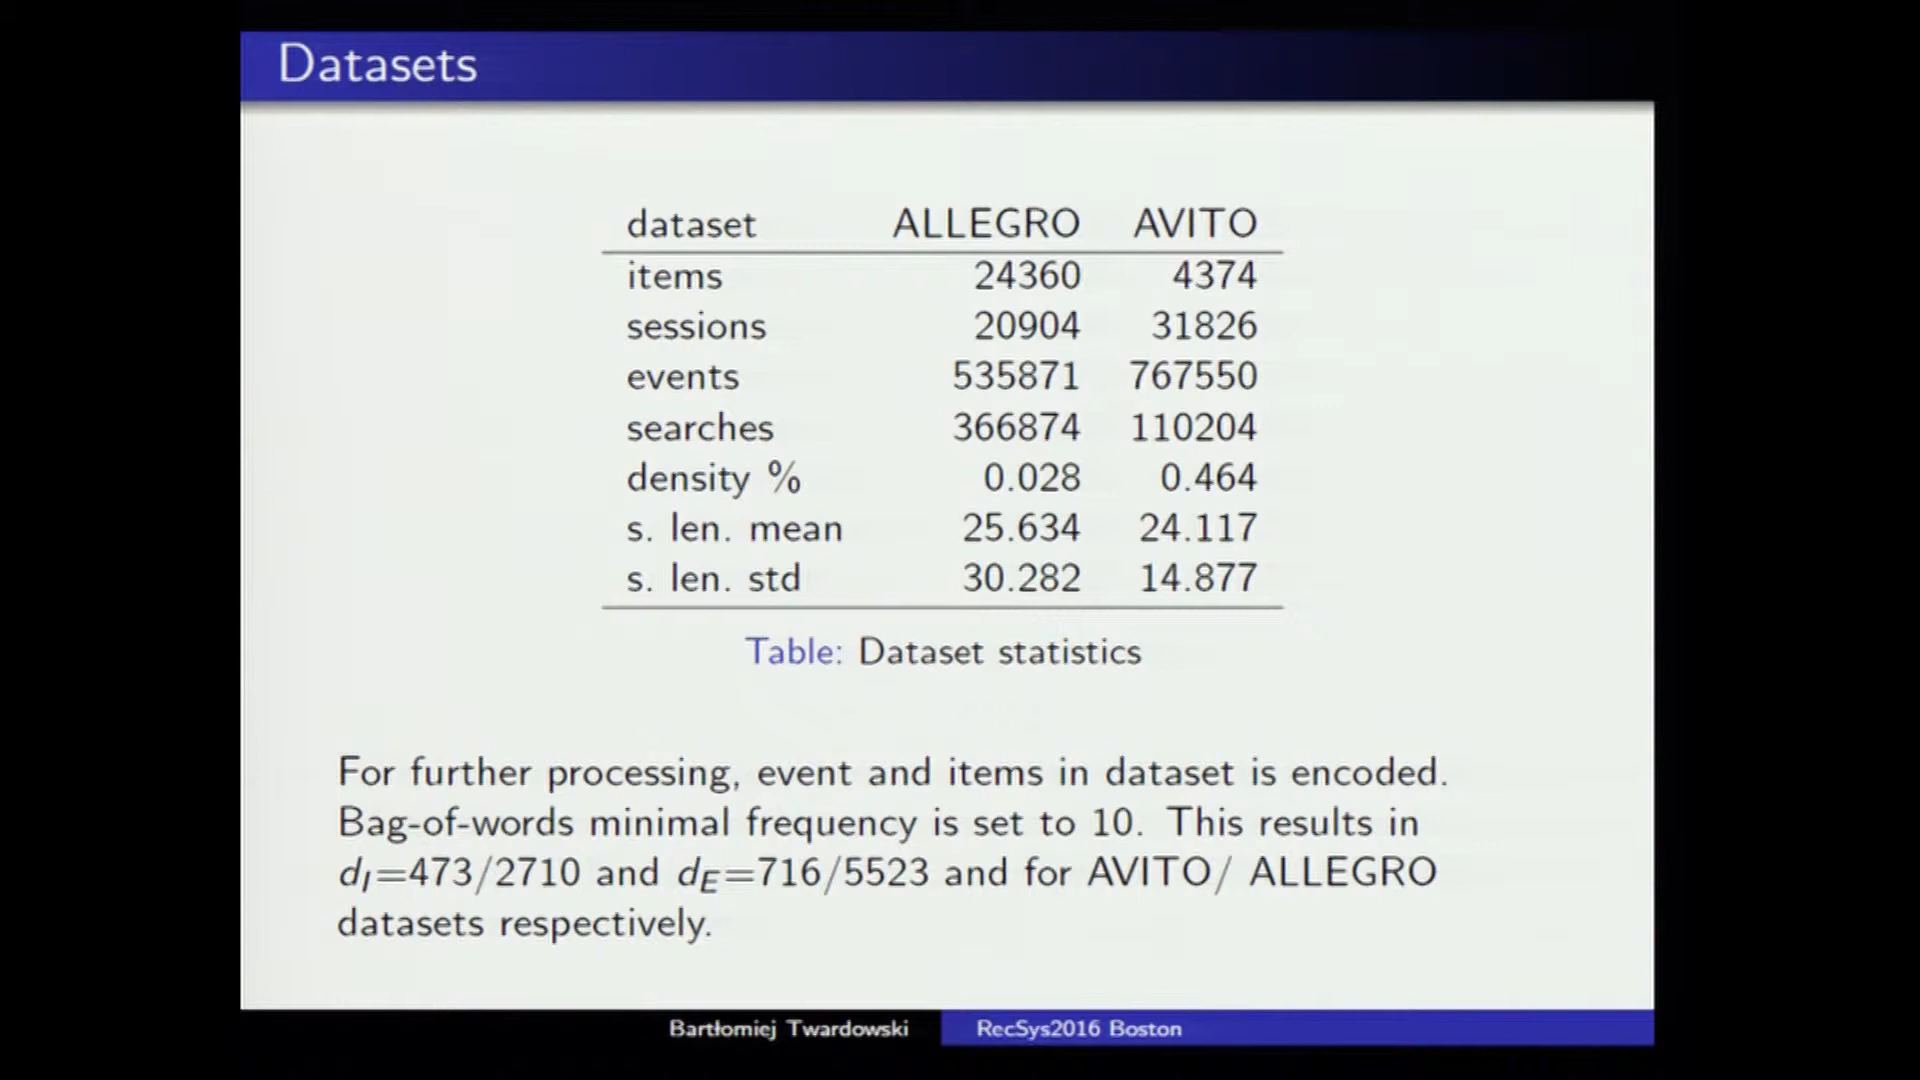 Datasets
dataset ALLEGRO AVITO
items 24360 4374
sessions 20904 31826
events 535871 767550
searches 366874 110204
density % 0.028 0.464
s. len. mean 25.634 24.117
s. len. std 30.282 14.877
Table: Dataset statistics
For further processing, event and items in dataset is encoded.
Bag-of-words minimal frequency is set to 10. This results in
d_I=473/2710 and d_E=716/5523 and for AVITO/ ALLEGRO
datasets respectively.
Bartłomiej Twardowski RecSys2016 Boston